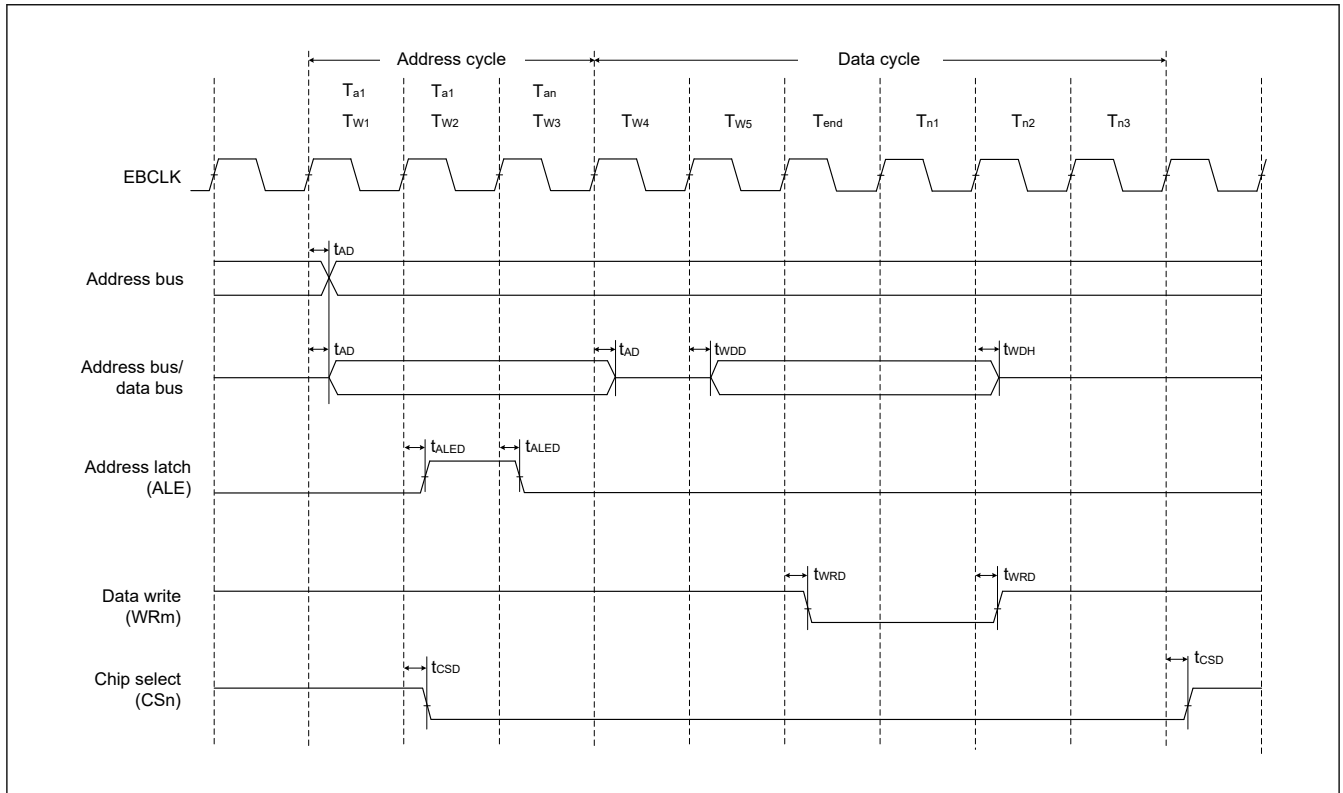 Address cycle Data cycle
Ta1 Ta1 Tan
TW1 TW2 TW3 TW4 TW5 Tend Tn1 Tn2 Tn3
EBCLK
tAD
Address bus
tAD tAD tWDD tWDH
Address bus/
data bus
tALED tALED
Address latch
(ALE)
tWRD tWRD
Data write
(WRm)
tCSD tCSD
Chip select
(CSn)